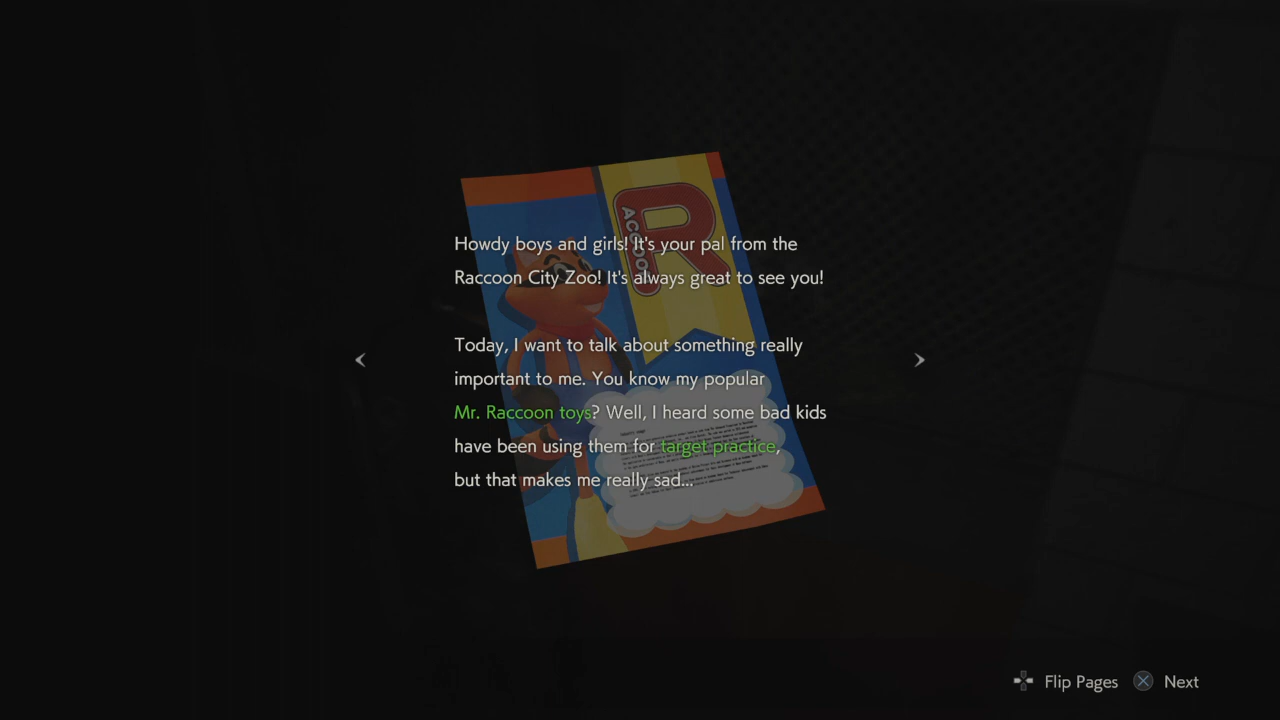 Howdy boys and girls! It's your pal from the
Raccoon City Zoo! It's always great to see you!
Today, I want to talk about something really
important to me. You know my popular
Mr. Raccoon toys? Well, I heard some bad kids
have been using them for target practice,
but that makes me really sad...
R
ACCOON
Flip Pages
Next